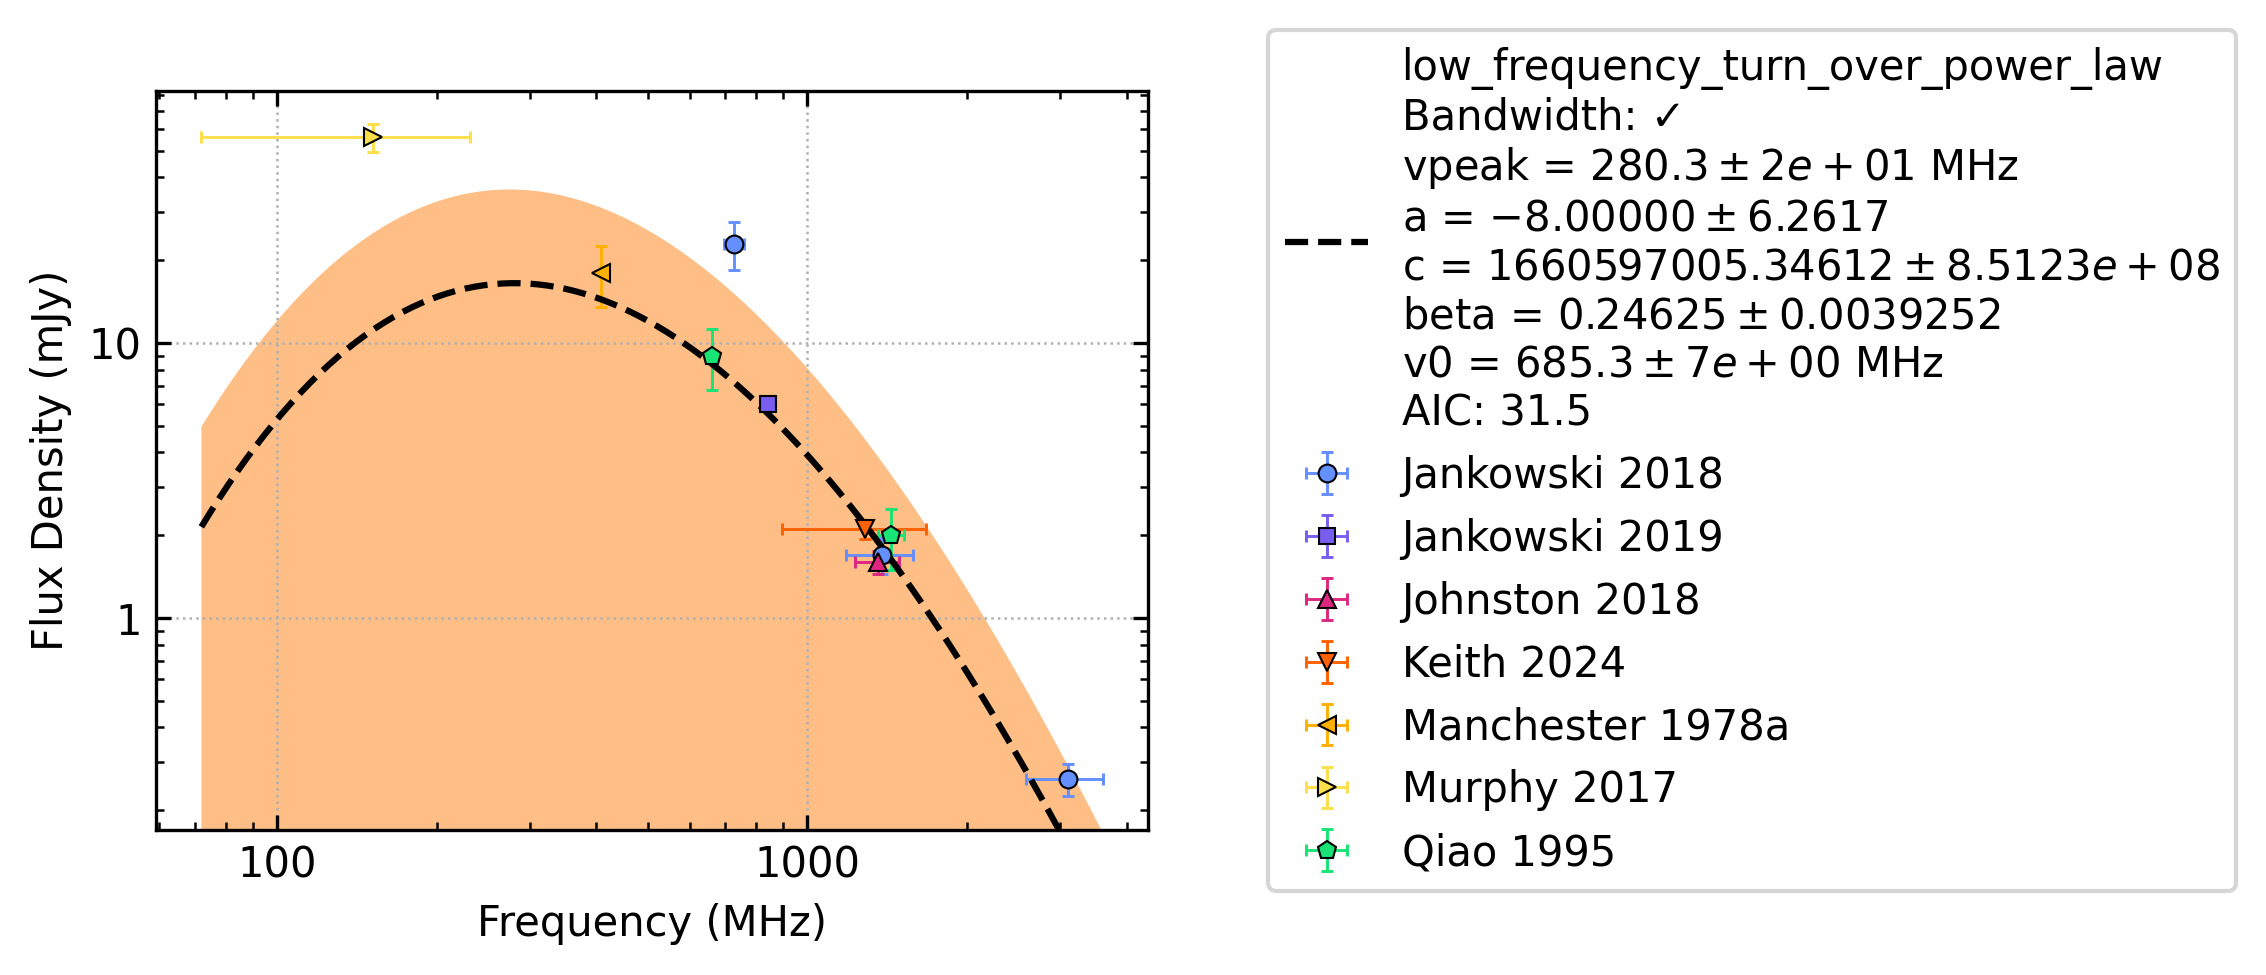 low_frequency_turn_over_power_law
Bandwidth: ✓
vpeak = 280.3 ± 2e + 01 MHz
a = −8.00000 ± 6.2617
c = 1660597005.34612 ± 8.5123e + 08
beta = 0.24625 ± 0.0039252
v0 = 685.3 ± 7e + 00 MHz
AIC: 31.5
Jankowski 2018
Jankowski 2019
Johnston 2018
Keith 2024
Manchester 1978a
Murphy 2017
Qiao 1995
Flux Density (mJy)
10
1
100
1000
Frequency (MHz)